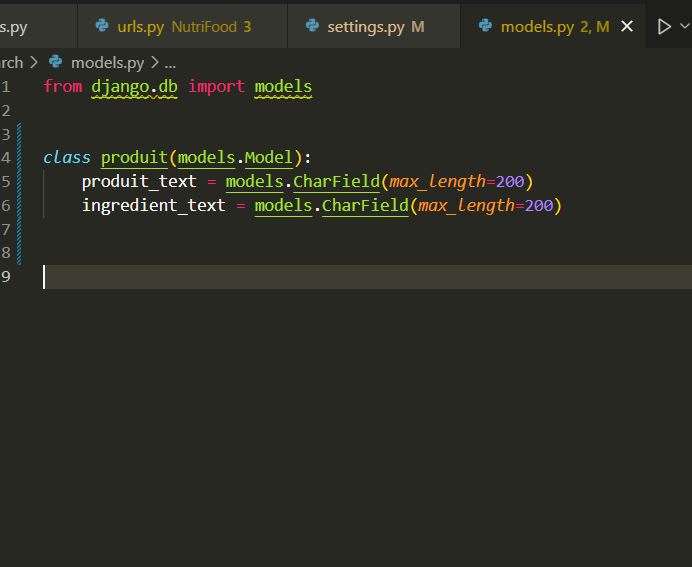 s.py urls.py NutriFood 3 settings.py M models.py 2, M
rch > models.py > ...
1 from django.db import models
2
3
4 class produit(models.Model):
5 produit_text = models.CharField(max_length=200)
6 ingredient_text = models.CharField(max_length=200)
7
8
9